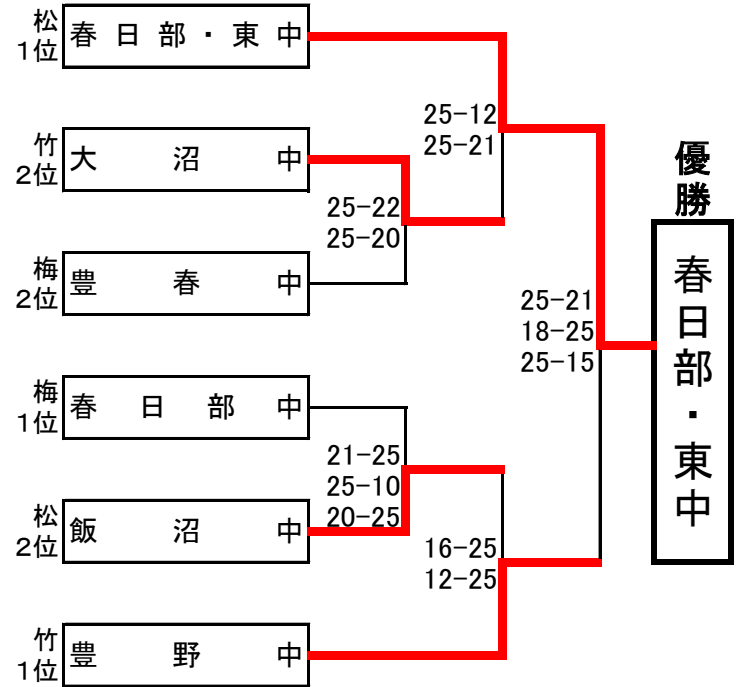 松
1位
春日部・東中
竹
2位
大沼中
梅
2位
豊春中
梅
1位
春日部中
松
2位
飯沼中
竹
1位
豊野中
25-22
25-20
21-25
25-10
20-25
25-12
25-21
16-25
12-25
25-21
18-25
25-15
優勝
春日部・東中